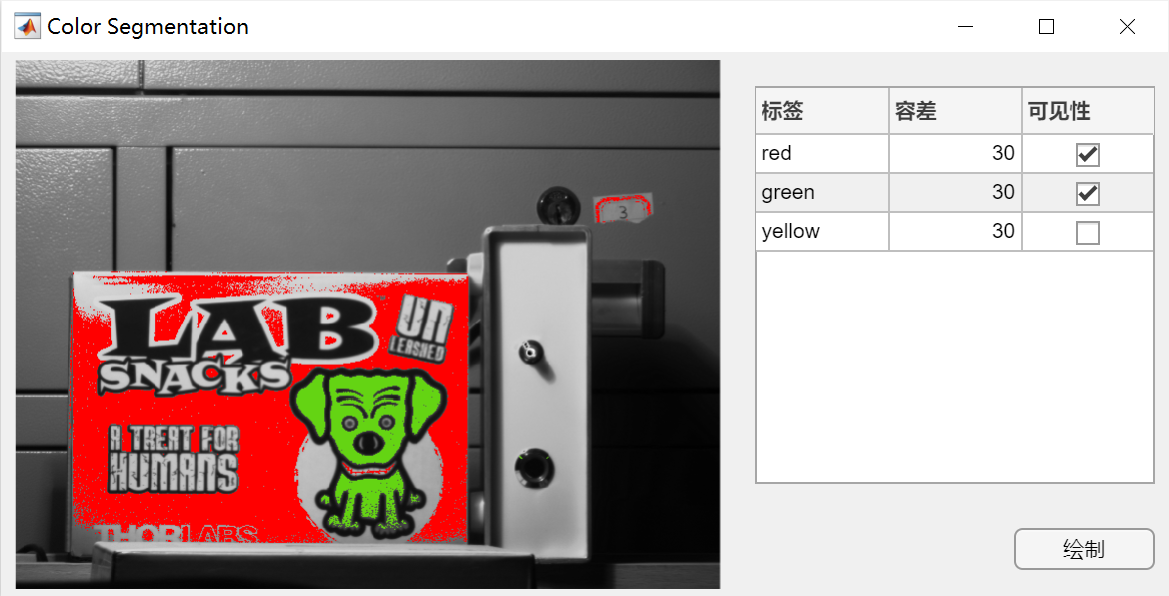 Color Segmentation
3
LAB
SNACKS
UN
LEASHED
A TREAT FOR
HUMANS
THORLABS
标签 容差 可见性
red 30
green 30
yellow 30
绘制